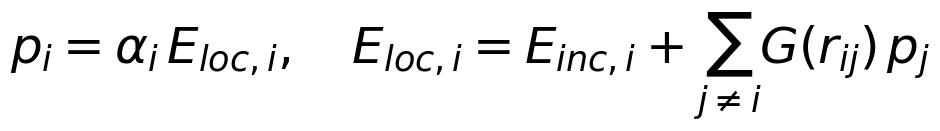 p_i = α_i E_{loc, i},    E_{loc, i} = E_{inc, i} + ∑_{j ≠ i} G(r_{ij}) p_j